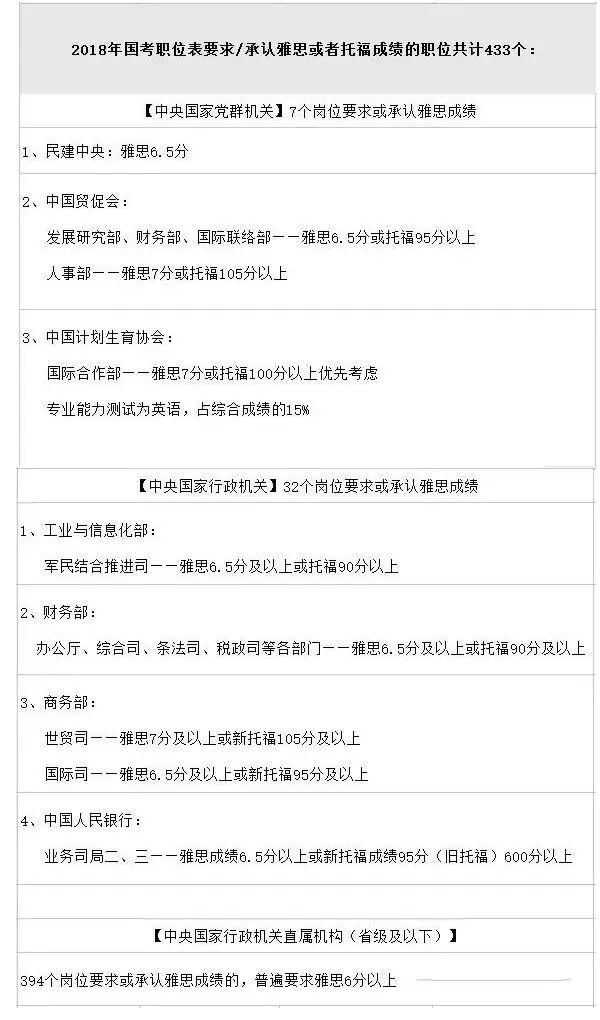 2018年国考职位表要求/承认雅思或者托福成绩的职位共计433个：
【中央国家党群机关】7个岗位要求或承认雅思成绩
1、民建中央：雅思6.5分
2、中国贸促会：
发展研究部、财务部、国际联络部——雅思6.5分或托福95分以上
人事部——雅思7分或托福105分以上
3、中国计划生育协会：
国际合作部——雅思7分或托福100分以上优先考虑
专业能力测试为英语，占综合成绩的15%
【中央国家行政机关】32个岗位要求或承认雅思成绩
1、工业与信息化部：
军民结合推进司——雅思6.5分及以上或托福90分以上
2、财务部：
办公厅、综合司、条法司、税政司等各部门——雅思6.5分及以上或托福90分及以上
3、商务部：
世贸司——雅思7分及以上或新托福105分及以上
国际司——雅思6.5分及以上或新托福95分及以上
4、中国人民银行：
业务司局二、三——雅思成绩6.5分以上或新托福成绩95分（旧托福）600分以上
【中央国家行政机关直属机构（省级及以下）】
394个岗位要求或承认雅思成绩的，普遍要求雅思6分以上